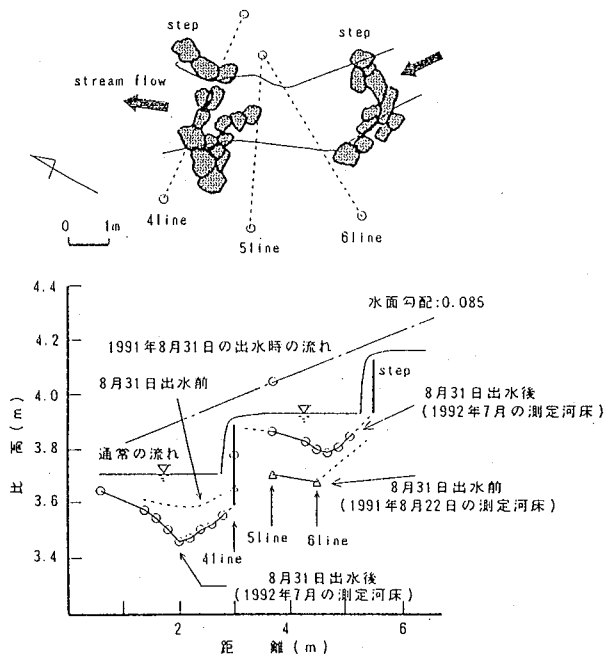 step
step
stream flow
4line
5line
6line
0 1m
4.4
4.2
4.0
3.8
3.6
3.4
比高(m)
水面勾配:0.085
1991年8月31日の出水時の流れ
8月31日出水前
通常の流れ
step
8月31日出水後
(1992年7月の測定河床)
8月31日出水前
(1991年8月22日の測定河床)
4line
5line
6line
8月31日出水後
(1992年7月の測定河床)
0 2 4 6
距離(m)